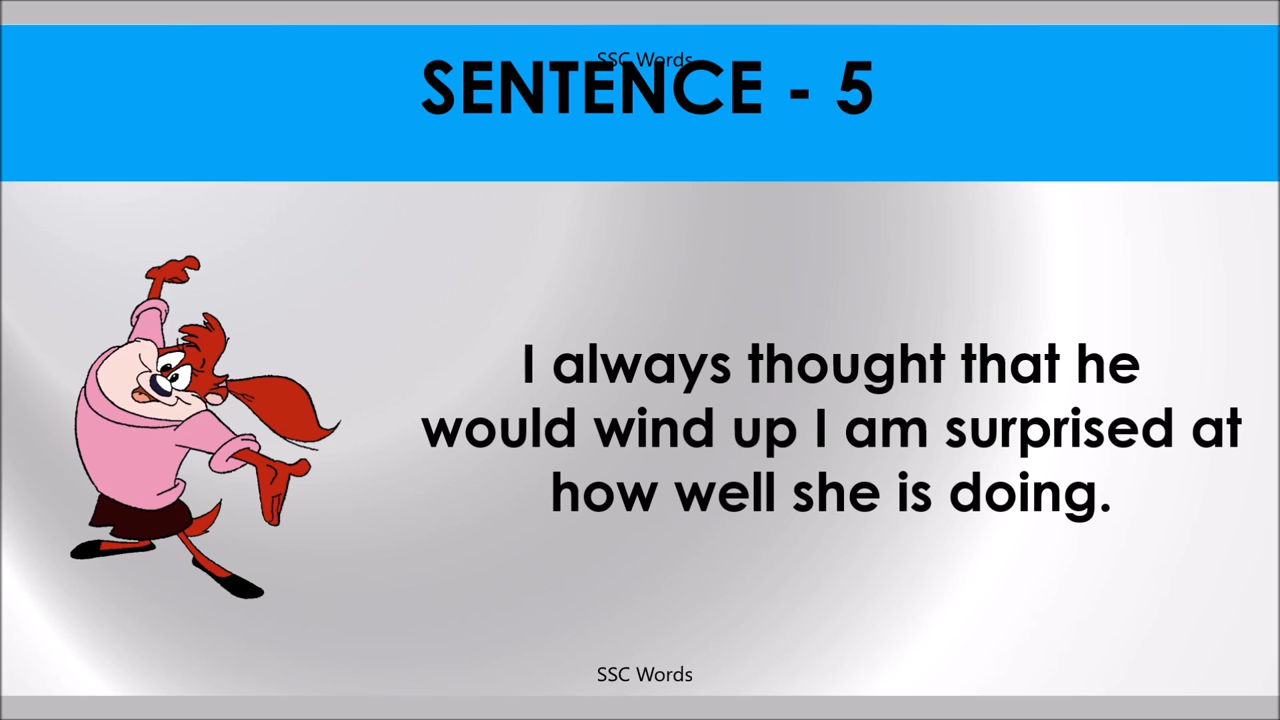 SSC Words
SENTENCE - 5
I always thought that he
would wind up I am surprised at
how well she is doing.
SSC Words